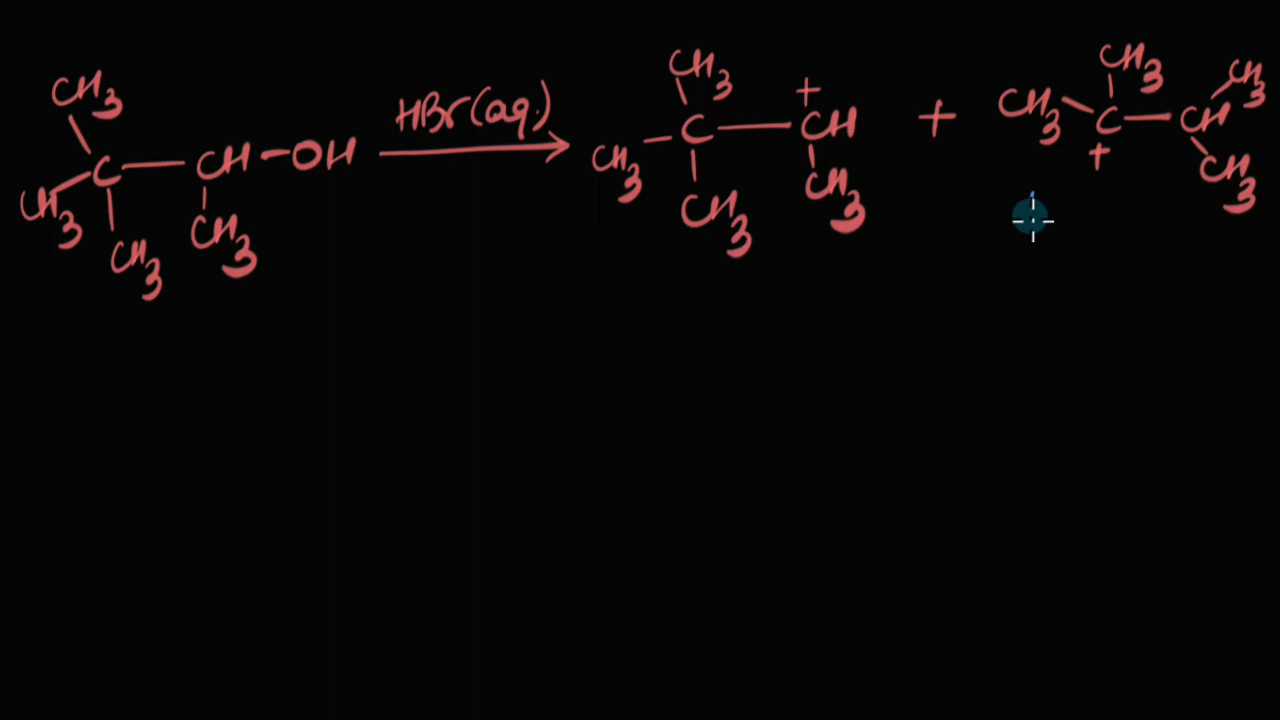 CH3 CH3 C — CH — OH CH3 CH3
HBr(aq.)
CH3 + CH3 — C — CH CH3 CH3
+
CH3 CH3 C — CH CH3 + CH3